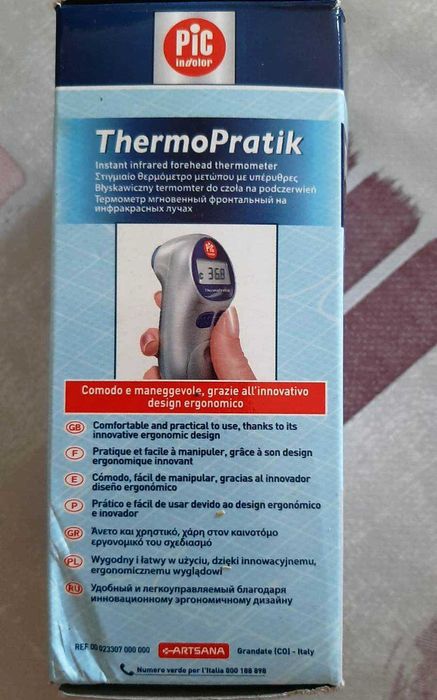 PiC
indolor
ThermoPratik
Instant infrared forehead thermometer
Στιγμιαίο θερμόμετρο μετώπου με υπέρυθρες
Błyskawiczny termomter do czoła na podczerwień
Термометр мгновенный фронтальный на
инфракрасных лучах
PiC
C 36.8
ThermoPratik
Comodo e maneggevole, grazie all'innovativo
design ergonomico
GB Comfortable and practical to use, thanks to its
innovative ergonomic design
F Pratique et facile à manipuler, grâce à son design
ergonomique innovant
E Cómodo, fácil de manipular, gracias al innovador
diseño ergonómico
P Prático e fácil de usar devido ao design ergonómico
e inovador
GR Άνετο και χρηστικό, χάρη στον καινοτόμο
εργονομικό του σχεδιασμό
PL Wygodny i łatwy w użyciu, dzięki innowacyjnemu,
ergonomicznemu wyglądowi
RU Удобный и легкоуправляемый благодаря
инновационному эргономичному дизайну
REF 00 023307 000 000 ARTSANA Grandate (CO) - Italy
Numero verde per l'Italia 800 188 898